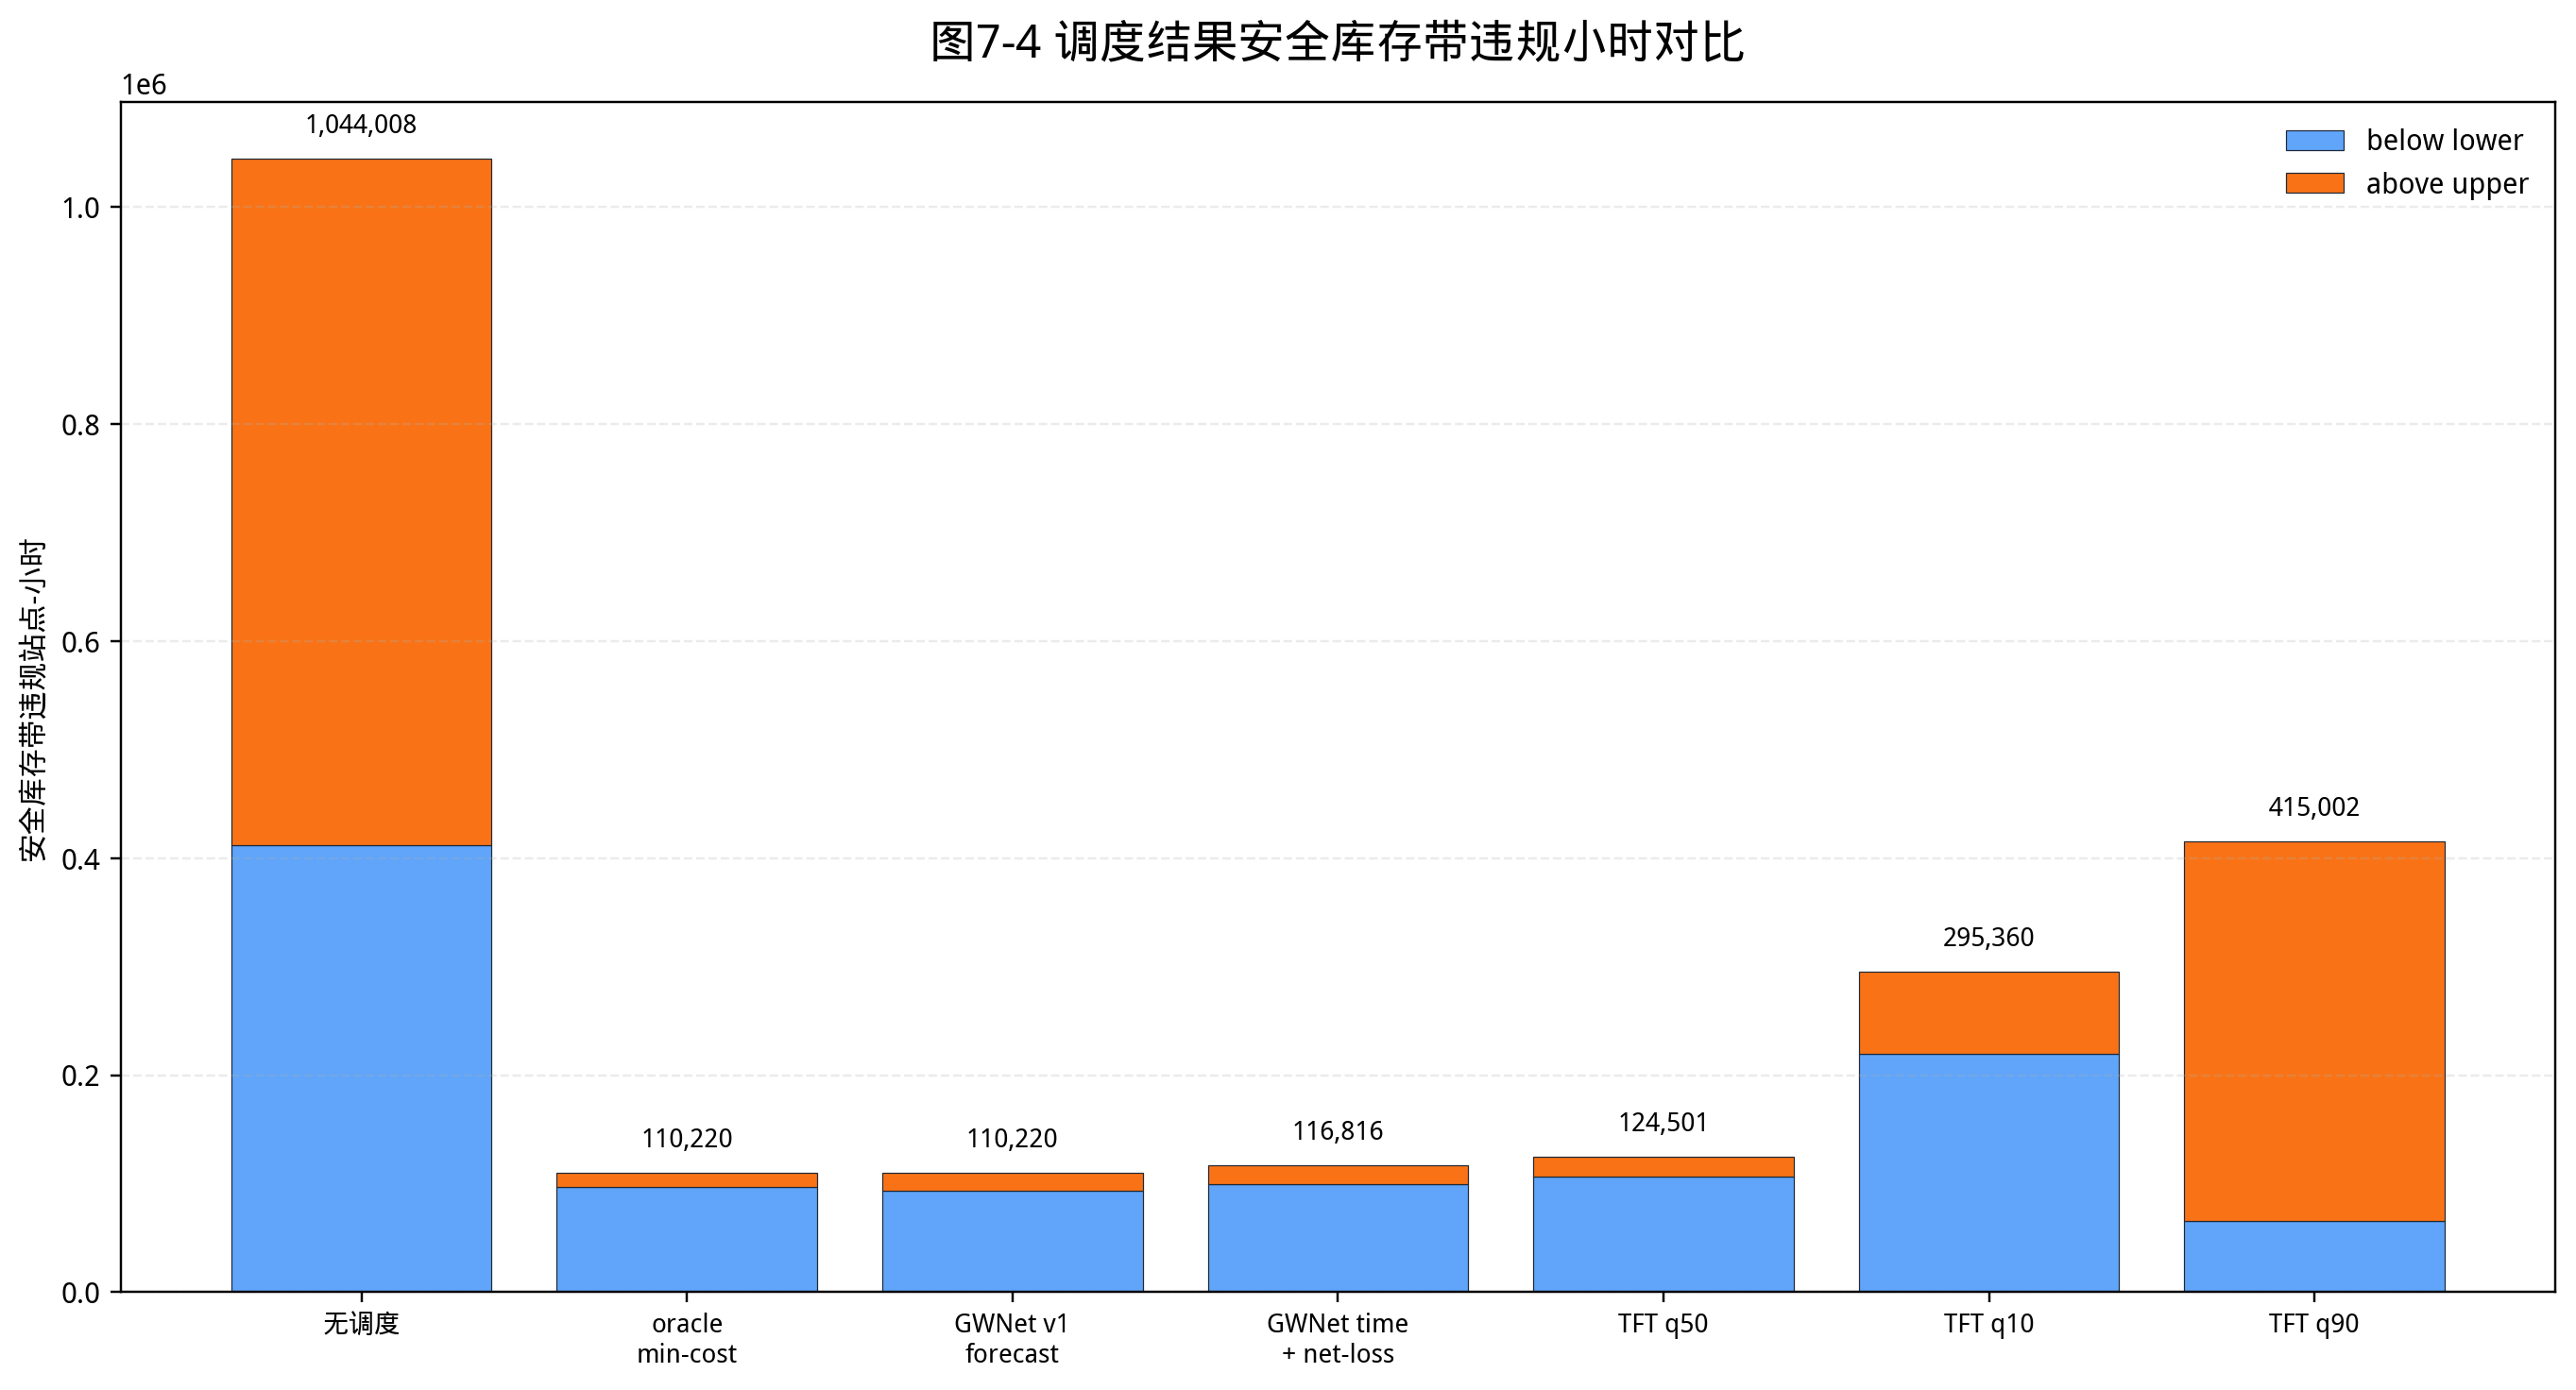 图7-4 调度结果安全库存带违规小时对比
1e6
安全库存带违规站点-小时
1.0
0.8
0.6
0.4
0.2
0.0
below lower
above upper
1,044,008
110,220
110,220
116,816
124,501
295,360
415,002
无调度
oracle
min-cost
GWNet v1
forecast
GWNet time
+ net-loss
TFT q50
TFT q10
TFT q90